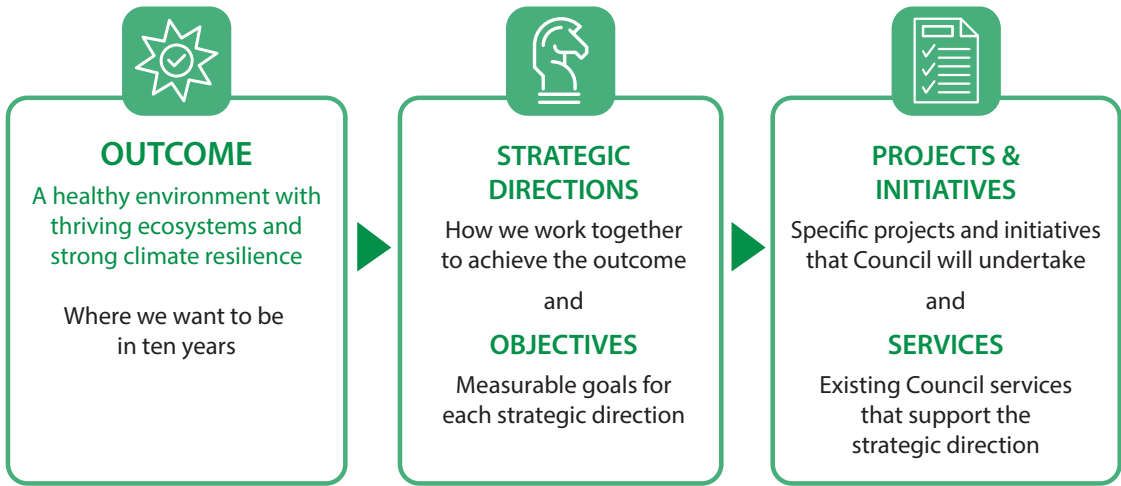 OUTCOME
A healthy environment with
thriving ecosystems and
strong climate resilience
Where we want to be
in ten years
STRATEGIC
DIRECTIONS
How we work together
to achieve the outcome
and
OBJECTIVES
Measurable goals for
each strategic direction
PROJECTS &
INITIATIVES
Specific projects and initiatives
that Council will undertake
and
SERVICES
Existing Council services
that support the
strategic direction